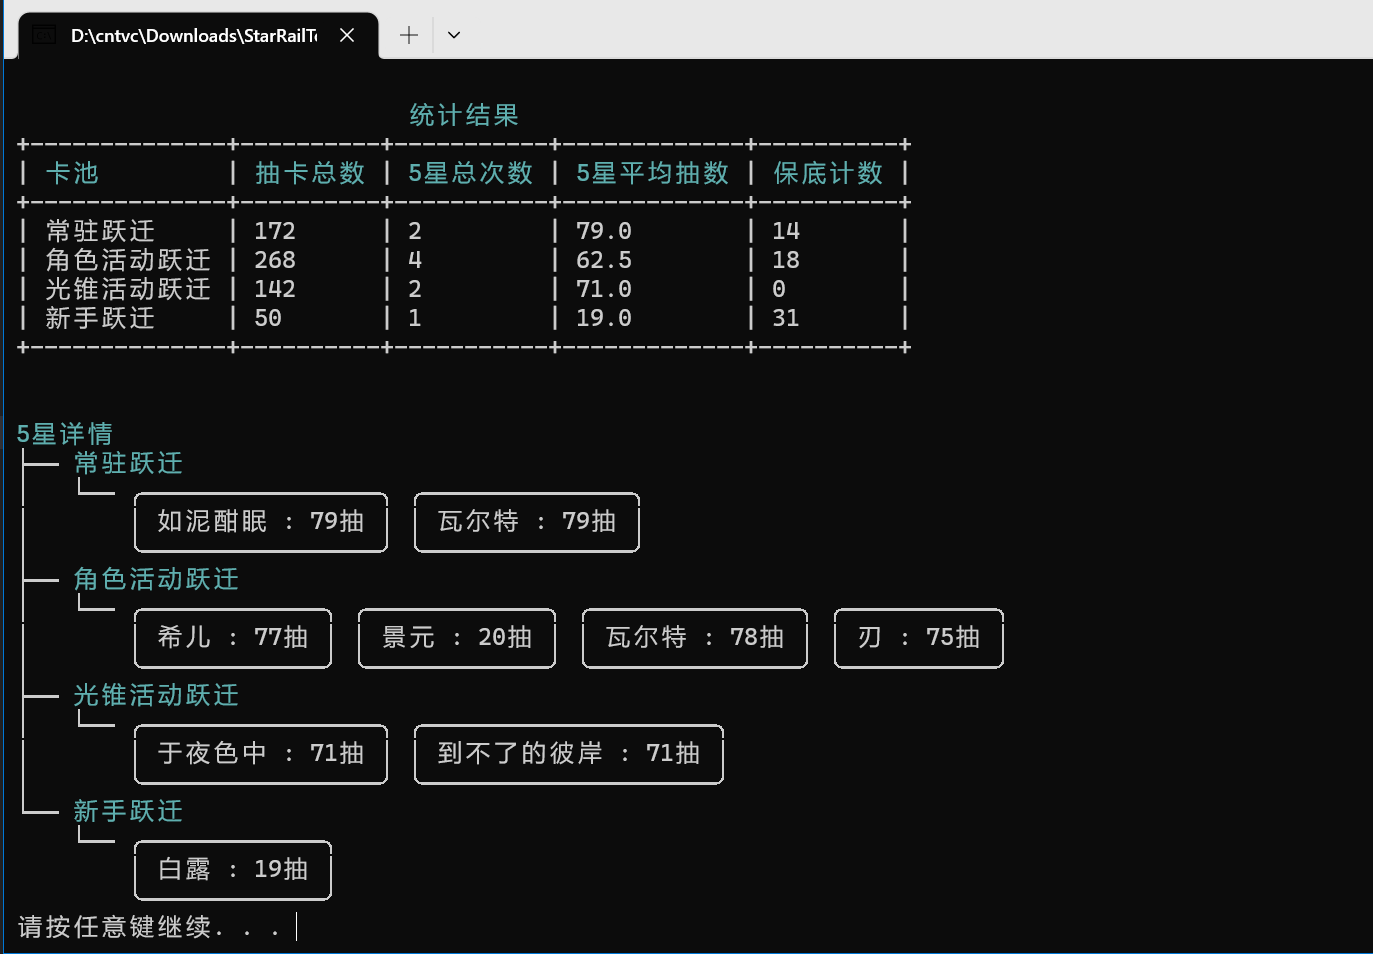 D:\cntvc\Downloads\StarRailT
统计结果
卡池 抽卡总数 5星总次数 5星平均抽数 保底计数
常驻跃迁 172 2 79.0 14
角色活动跃迁 268 4 62.5 18
光锥活动跃迁 142 2 71.0 0
新手跃迁 50 1 19.0 31
5星详情
常驻跃迁
如泥酣眠 : 79抽 瓦尔特 : 79抽
角色活动跃迁
希儿 : 77抽 景元 : 20抽 瓦尔特 : 78抽 刃 : 75抽
光锥活动跃迁
于夜色中 : 71抽 到不了的彼岸 : 71抽
新手跃迁
白露 : 19抽
请按任意键继续. . .